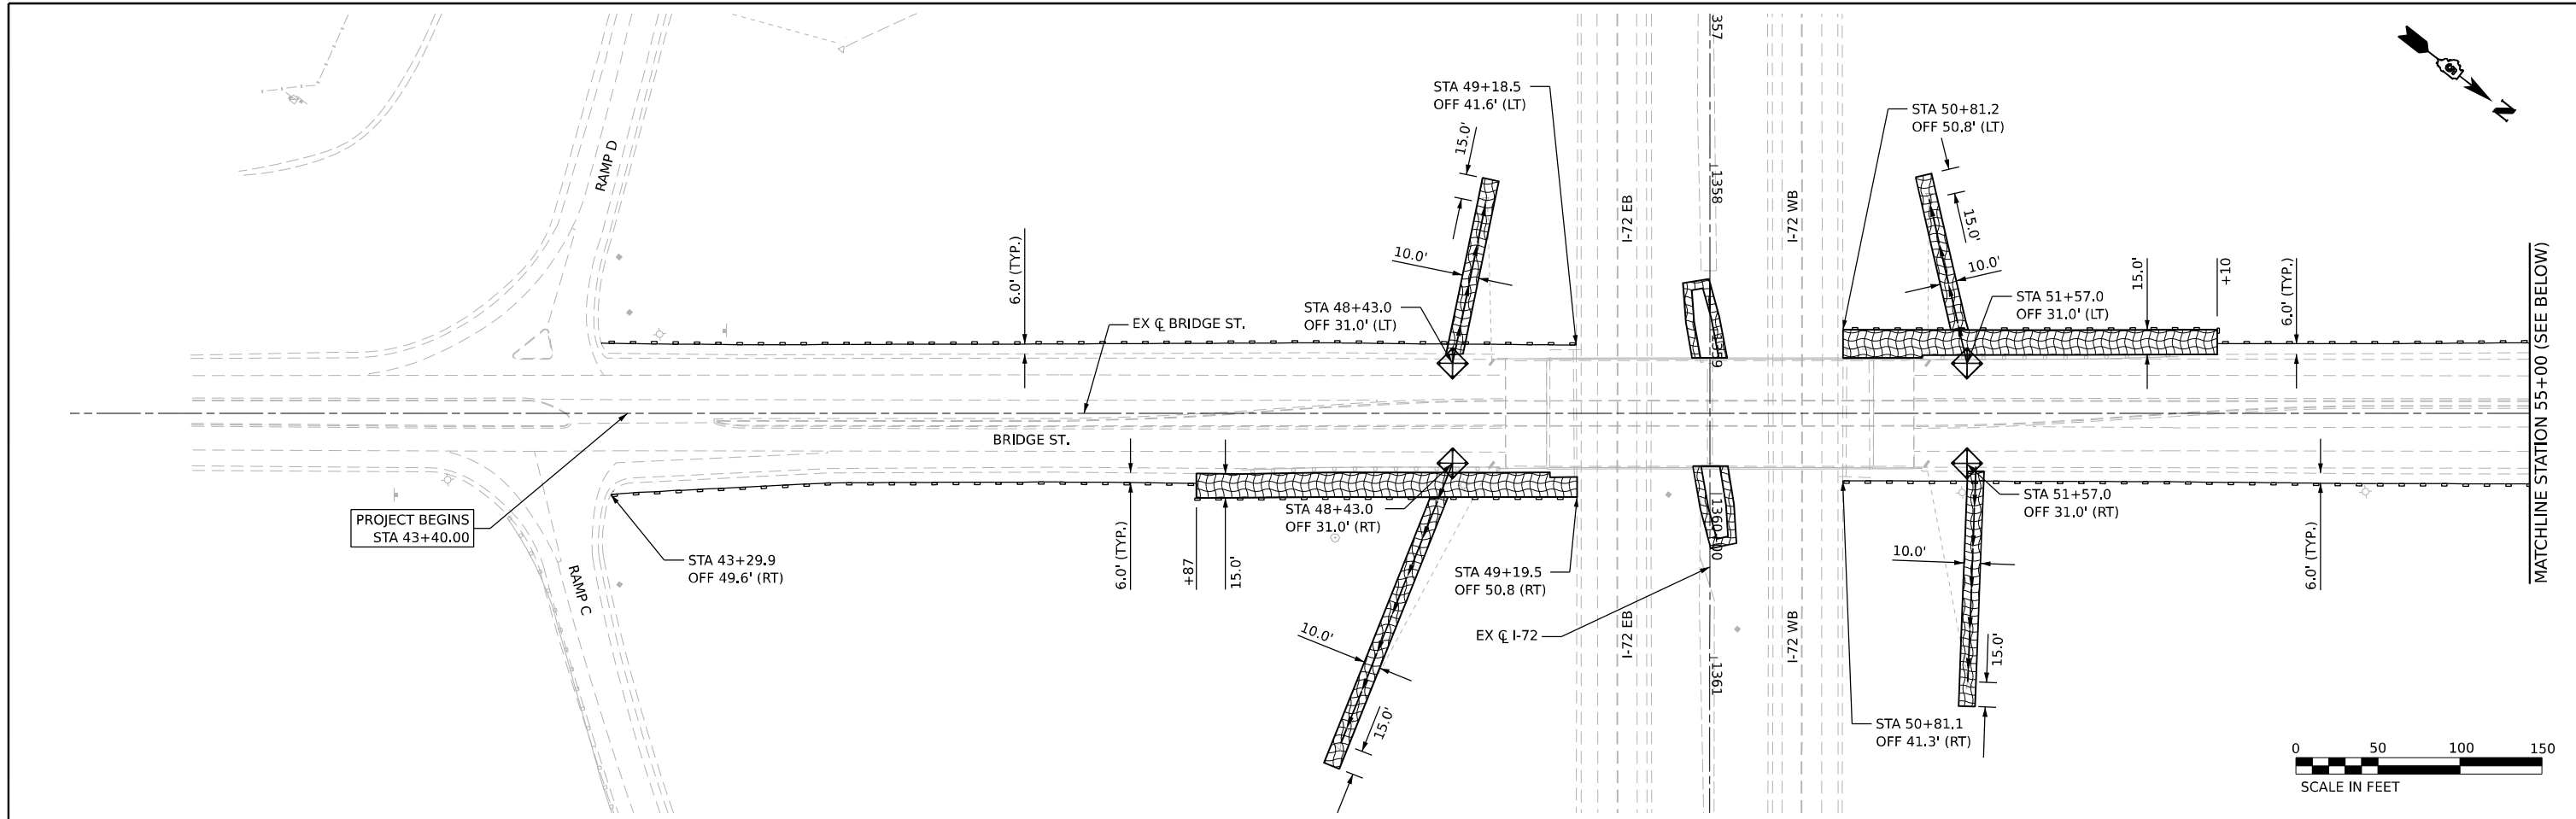 357
N
STA 49+18.5
OFF 41.6' (LT)
STA 50+81.2
OFF 50.8' (LT)
15.0'
RAMP D
1358
I-72 EB
I-72 WB
15.0'
6.0' (TYP.)
10.0'
10.0'
15.0'
+10
6.0' (TYP.)
MATCHLINE STATION 55+00 (SEE BELOW)
STA 48+43.0
OFF 31.0' (LT)
STA 51+57.0
OFF 31.0' (LT)
EX ℄ BRIDGE ST.
1359
BRIDGE ST.
PROJECT BEGINS
STA 43+40.00
STA 43+29.9
OFF 49.6' (RT)
RAMP C
6.0' (TYP.)
+87
15.0'
STA 48+43.0
OFF 31.0' (RT)
STA 49+19.5
OFF 50.8 (RT)
1360+00
STA 51+57.0
OFF 31.0' (RT)
10.0'
6.0' (TYP.)
EX ℄ I-72
I-72 EB
I-72 WB
10.0'
15.0'
1361
15.0'
STA 50+81.1
OFF 41.3' (RT)
0 50 100 150
SCALE IN FEET